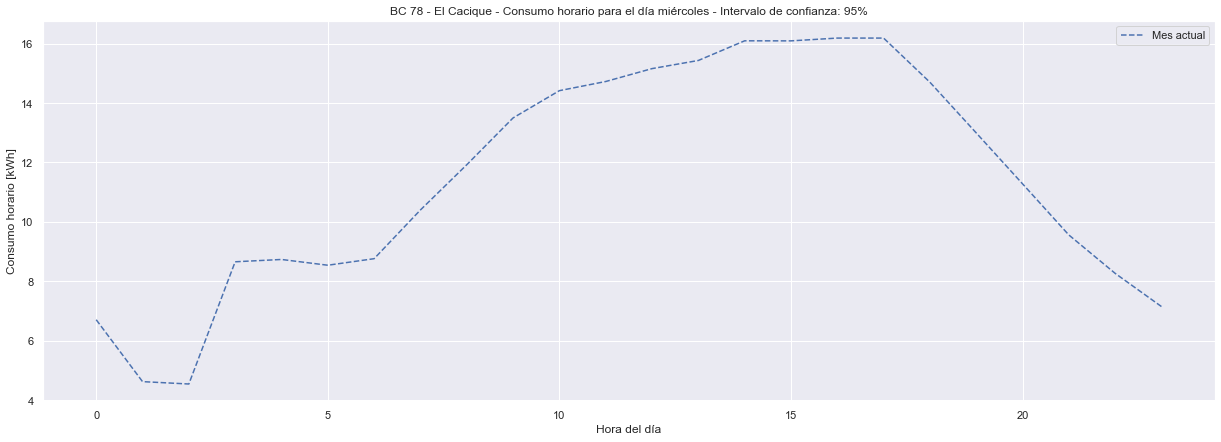 BC 78 - El Cacique - Consumo horario para el día miércoles - Intervalo de confianza: 95%
Mes actual
16
14
12
10
8
6
4
Consumo horario [kWh]
0 5 10 15 20
Hora del día